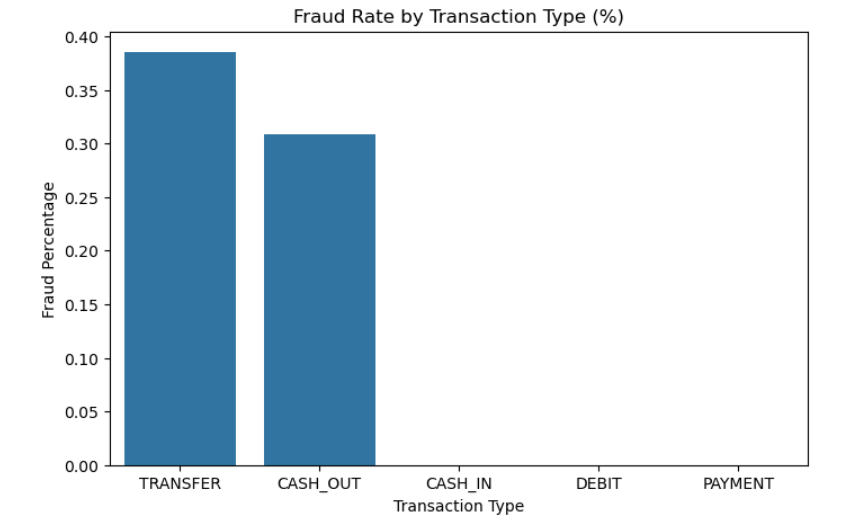 Fraud Rate by Transaction Type (%)
0.40
0.35
0.30
0.25
0.20
0.15
0.10
0.05
0.00
Fraud Percentage
TRANSFER CASH_OUT CASH_IN DEBIT PAYMENT
Transaction Type